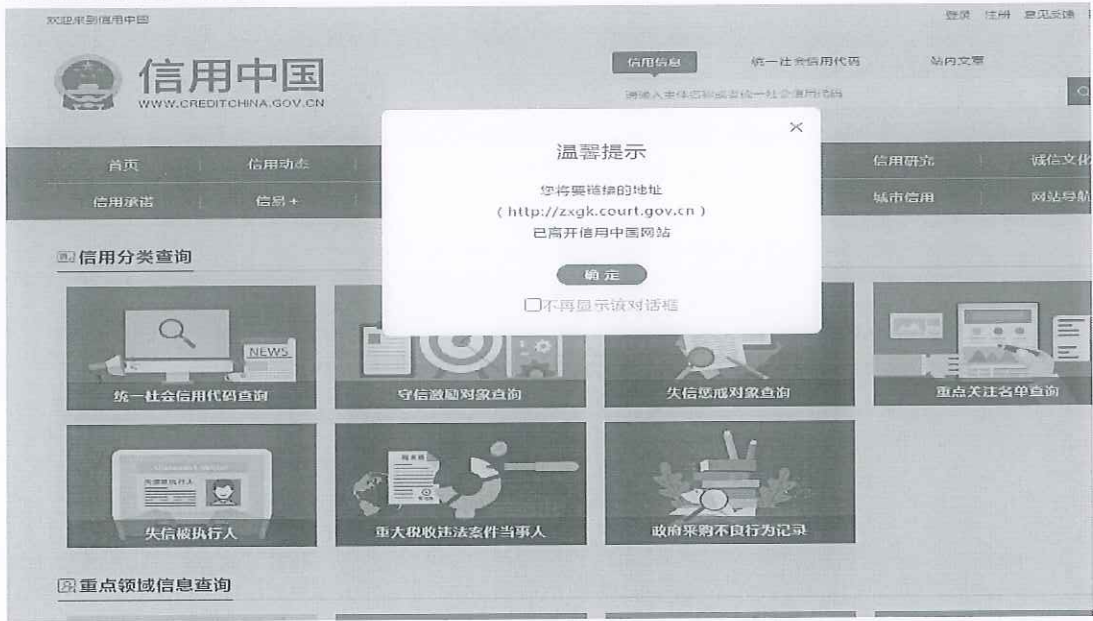 欢迎来到信用中国
登录 注册 意见反馈
信用中国
WWW.CREDITCHINA.GOV.CN
信用信息 统一社会信用代码 站内文章
请输入主体名称或者统一社会信用代码
温馨提示
您将要链接的地址
( http://zxgk.court.gov.cn )
已离开信用中国网站
确定
不再显示该对话框
首页 信用动态 信用研究 诚信文化
信用承诺 信易+ 城市信用 网站导航
信用分类查询
NEWS
统一社会信用代码查询 守信激励对象查询 失信惩戒对象查询 重点关注名单查询
失信被执行人
失信被执行人 重大税收违法案件当事人 政府采购不良行为记录
重点领域信息查询